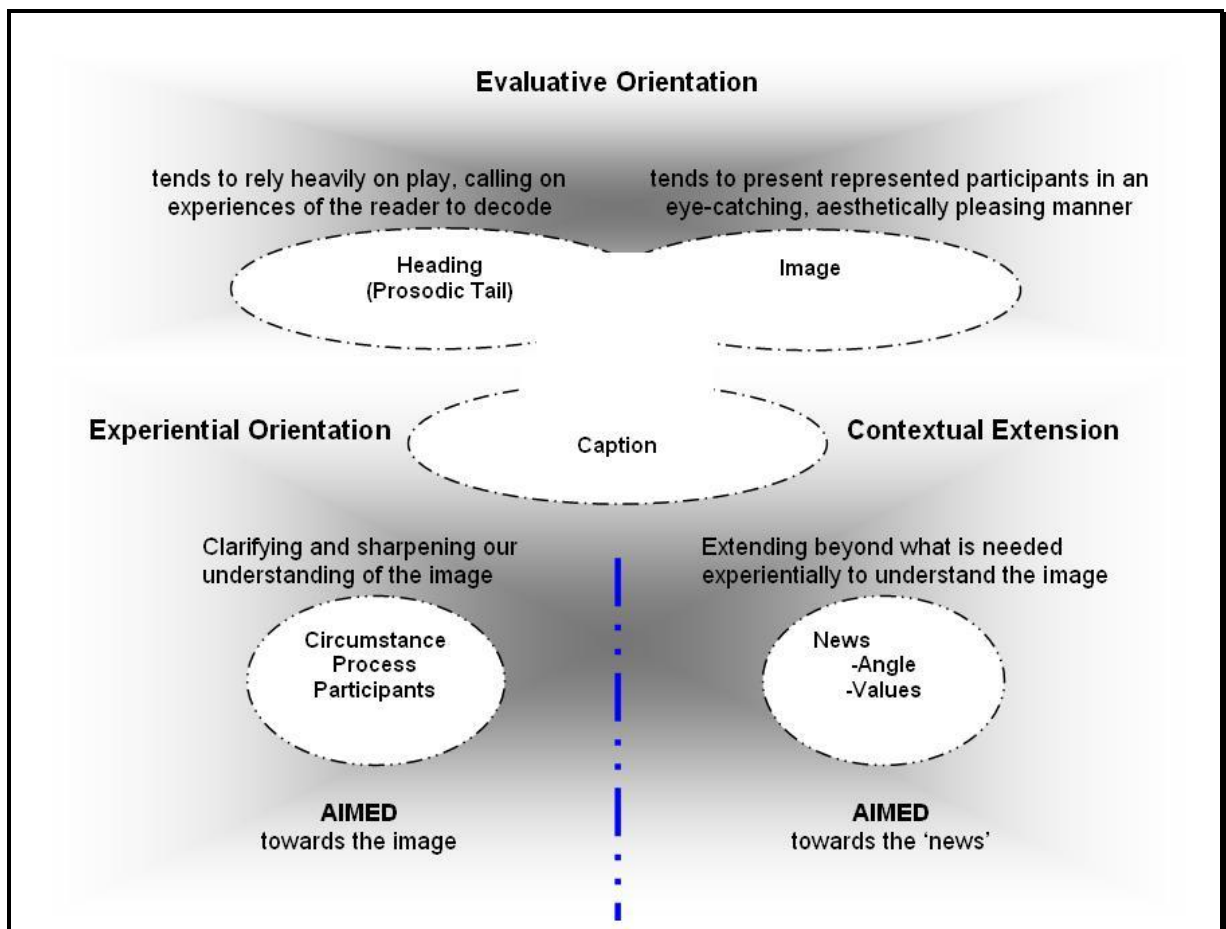 Evaluative Orientation
tends to rely heavily on play, calling on
experiences of the reader to decode
tends to present represented participants in an
eye-catching, aesthetically pleasing manner
Heading
(Prosodic Tail)
Image
Experiential Orientation
Caption
Contextual Extension
Clarifying and sharpening our
understanding of the image
Extending beyond what is needed
experientially to understand the image
Circumstance
Process
Participants
News
-Angle
-Values
AIMED
towards the image
AIMED
towards the ‘news’